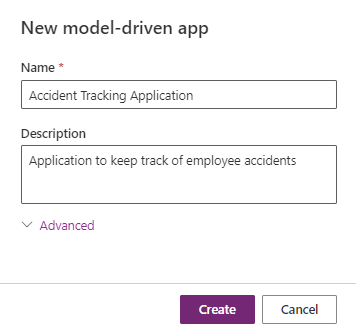 New model-driven app
Name *
Accident Tracking Application
Description
Application to keep track of employee accidents
Advanced
Create
Cancel